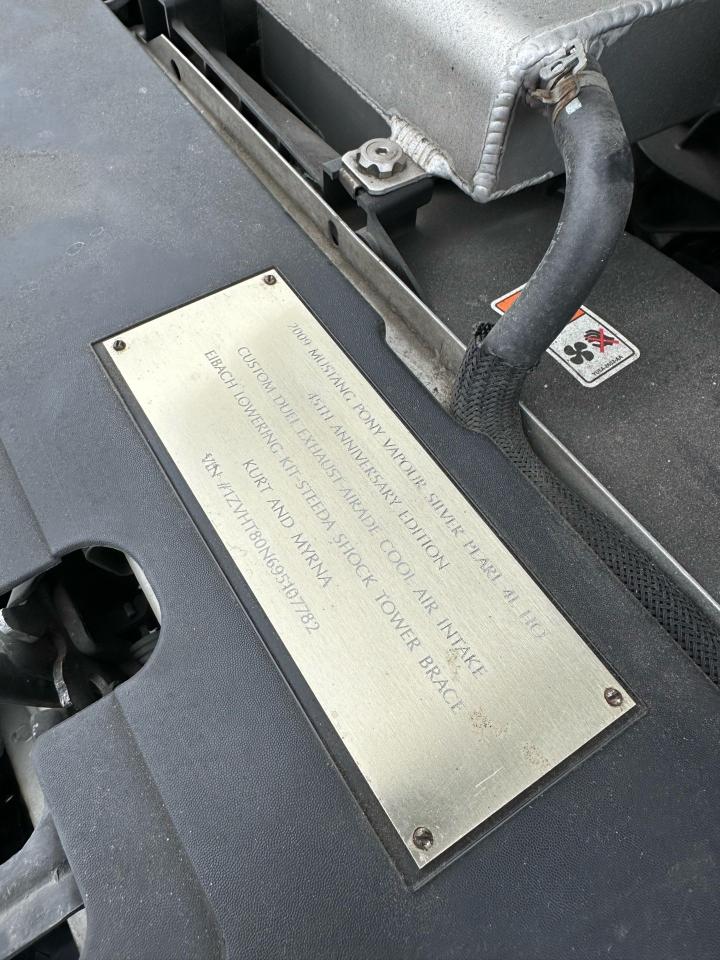 2009 MUSTANG PONY VAPOUR SILVER PEARL 4L HO
45TH ANNIVERSARY EDITION
CUSTOM DUEL EXHAUST-AIRADE COOL AIR INTAKE
EIBACH LOWERING KIT-STEEDA SHOCK TOWER BRACE
KURT AND MYRNA
VIN #1ZVHT80N695107782